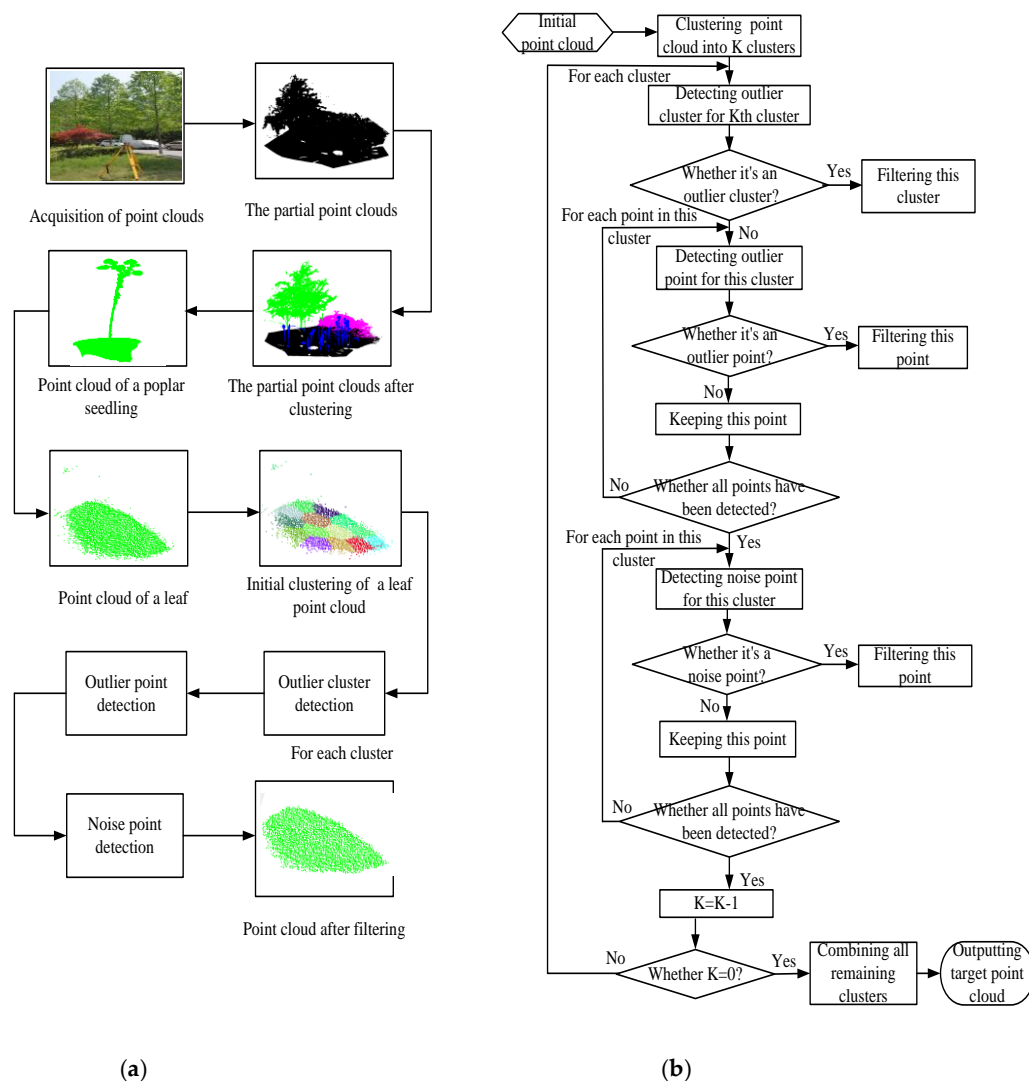 Acquisition of point clouds
The partial point clouds
Point cloud of a poplar
seedling
The partial point clouds after
clustering
Point cloud of a leaf
Initial clustering of a leaf
point cloud
Outlier point
detection
Outlier cluster
detection
For each cluster
Noise point
detection
Point cloud after filtering
(a)
Initial
point cloud
Clustering point
cloud into K clusters
For each cluster
Detecting outlier
cluster for Kth cluster
Whether it's an
outlier cluster?
Yes
Filtering this
cluster
For each point in this
cluster
No
Detecting outlier
point for this cluster
Whether it's an
outlier point?
Yes
Filtering this
point
No
Keeping this point
No
Whether all points have
been detected?
For each point in this
cluster
Yes
Detecting noise point
for this cluster
Whether it's a
noise point?
Yes
Filtering this
point
No
Keeping this point
No
Whether all points have
been detected?
Yes
K=K-1
No
Whether K=0?
Yes
Combining all
remaining
clusters
Outputting
target point
cloud
(b)